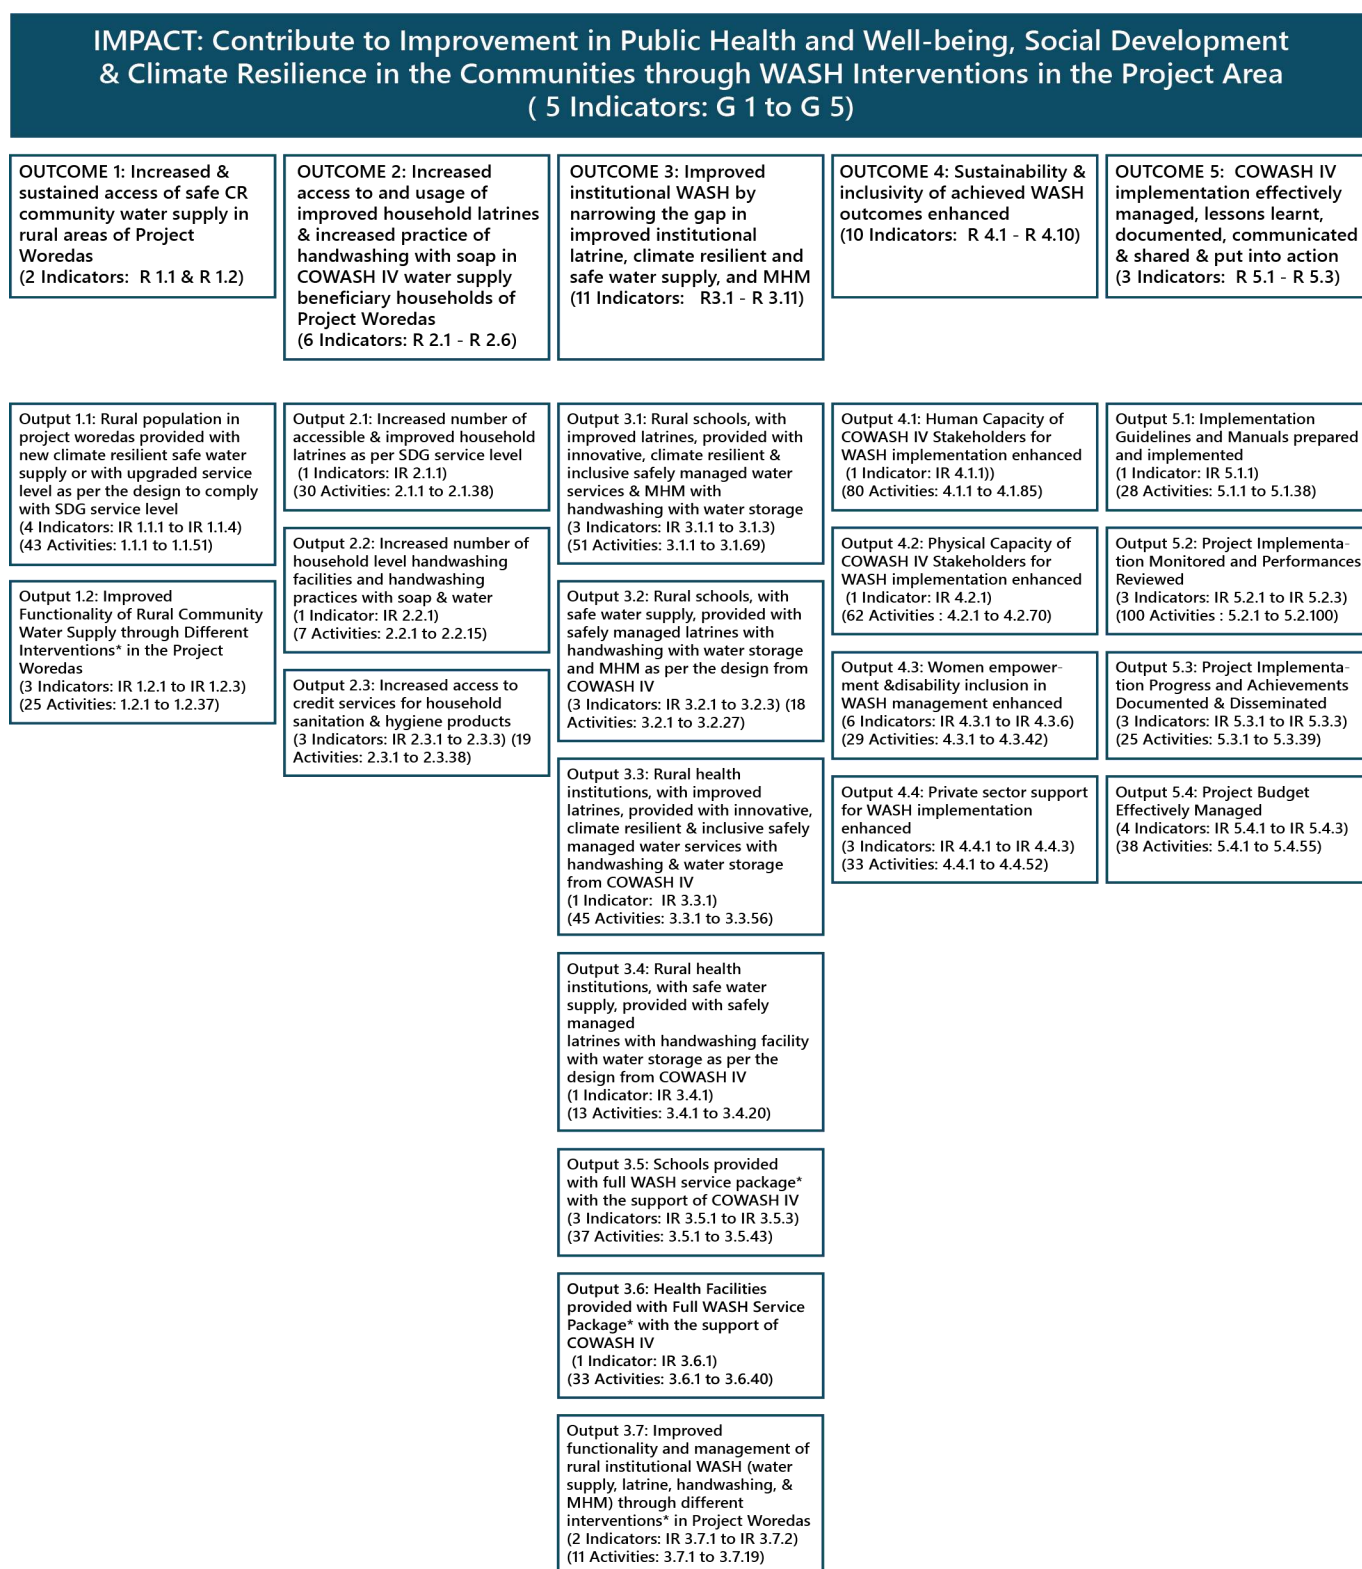 IMPACT: Contribute to Improvement in Public Health and Well-being, Social Development
& Climate Resilience in the Communities through WASH Interventions in the Project Area
( 5 Indicators: G 1 to G 5)
OUTCOME 1: Increased &
sustained access of safe CR
community water supply in
rural areas of Project
Woredas
(2 Indicators:  R 1.1 & R 1.2)
OUTCOME 2: Increased
access to and usage of
improved household latrines
& increased practice of
handwashing with soap in
COWASH IV water supply
beneficiary households of
Project Woredas
(6 Indicators: R 2.1 - R 2.6)
OUTCOME 3: Improved
institutional WASH by
narrowing the gap in
improved institutional
latrine, climate resilient and
safe water supply, and MHM
(11 Indicators:   R3.1 - R 3.11)
OUTCOME 4: Sustainability &
inclusivity of achieved WASH
outcomes enhanced
(10 Indicators:  R 4.1 - R 4.10)
OUTCOME 5:  COWASH IV
implementation effectively
managed, lessons learnt,
documented, communicated
& shared & put into action
(3 Indicators:  R 5.1 - R 5.3)
Output 1.1: Rural population in
project woredas provided with
new climate resilient safe water
supply or with upgraded service
level as per the design to comply
with SDG service level
(4 Indicators: IR 1.1.1 to IR 1.1.4)
(43 Activities: 1.1.1 to 1.1.51)
Output 1.2: Improved
Functionality of Rural Community
Water Supply through Different
Interventions* in the Project
Woredas
(3 Indicators: IR 1.2.1 to IR 1.2.3)
(25 Activities: 1.2.1 to 1.2.37)
Output 2.1: Increased number of
accessible & improved household
latrines as per SDG service level
(1 Indicators: IR 2.1.1)
(30 Activities: 2.1.1 to 2.1.38)
Output 2.2: Increased number of
household level handwashing
facilities and handwashing
practices with soap & water
(1 Indicator: IR 2.2.1)
(7 Activities: 2.2.1 to 2.2.15)
Output 2.3: Increased access to
credit services for household
sanitation & hygiene products
(3 Indicators: IR 2.3.1 to 2.3.3) (19
Activities: 2.3.1 to 2.3.38)
Output 3.1: Rural schools, with
improved latrines, provided with
innovative, climate resilient &
inclusive safely managed water
services & MHM with
handwashing with water storage
(3 Indicators: IR 3.1.1 to 3.1.3)
(51 Activities: 3.1.1 to 3.1.69)
Output 3.2: Rural schools, with
safe water supply, provided with
safely managed latrines with
handwashing with water storage
and MHM as per the design from
COWASH IV
(3 Indicators: IR 3.2.1 to 3.2.3) (18
Activities: 3.2.1 to 3.2.27)
Output 3.3: Rural health
institutions, with improved
latrines, provided with innovative,
climate resilient & inclusive safely
managed water services with
handwashing & water storage
from COWASH IV
(1 Indicator:  IR 3.3.1)
(45 Activities: 3.3.1 to 3.3.56)
Output 3.4: Rural health
institutions, with safe water
supply, provided with safely
managed
latrines with handwashing facility
with water storage as per the
design from COWASH IV
(1 Indicator: IR 3.4.1)
(13 Activities: 3.4.1 to 3.4.20)
Output 3.5: Schools provided
with full WASH service package*
with the support of COWASH IV
(3 Indicators: IR 3.5.1 to IR 3.5.3)
(37 Activities: 3.5.1 to 3.5.43)
Output 3.6: Health Facilities
provided with Full WASH Service
Package* with the support of
COWASH IV
(1 Indicator: IR 3.6.1)
(33 Activities: 3.6.1 to 3.6.40)
Output 3.7: Improved
functionality and management of
rural institutional WASH (water
supply, latrine, handwashing, &
MHM) through different
interventions* in Project Woredas
(2 Indicators: IR 3.7.1 to IR 3.7.2)
(11 Activities: 3.7.1 to 3.7.19)
Output 4.1: Human Capacity of
COWASH IV Stakeholders for
WASH implementation enhanced
(1 Indicator: IR 4.1.1))
(80 Activities: 4.1.1 to 4.1.85)
Output 4.2: Physical Capacity of
COWASH IV Stakeholders for
WASH implementation enhanced
(1 Indicator: IR 4.2.1)
(62 Activities : 4.2.1 to 4.2.70)
Output 4.3: Women empower-
ment &disability inclusion in
WASH management enhanced
(6 Indicators: IR 4.3.1 to IR 4.3.6)
(29 Activities: 4.3.1 to 4.3.42)
Output 4.4: Private sector support
for WASH implementation
enhanced
(3 Indicators: IR 4.4.1 to IR 4.4.3)
(33 Activities: 4.4.1 to 4.4.52)
Output 5.1: Implementation
Guidelines and Manuals prepared
and implemented
(1 Indicator: IR 5.1.1)
(28 Activities: 5.1.1 to 5.1.38)
Output 5.2: Project Implementa-
tion Monitored and Performances
Reviewed
(3 Indicators: IR 5.2.1 to IR 5.2.3)
(100 Activities : 5.2.1 to 5.2.100)
Output 5.3: Project Implementa-
tion Progress and Achievements
Documented & Disseminated
(3 Indicators: IR 5.3.1 to IR 5.3.3)
(25 Activities: 5.3.1 to 5.3.39)
Output 5.4: Project Budget
Effectively Managed
(4 Indicators: IR 5.4.1 to IR 5.4.3)
(38 Activities: 5.4.1 to 5.4.55)